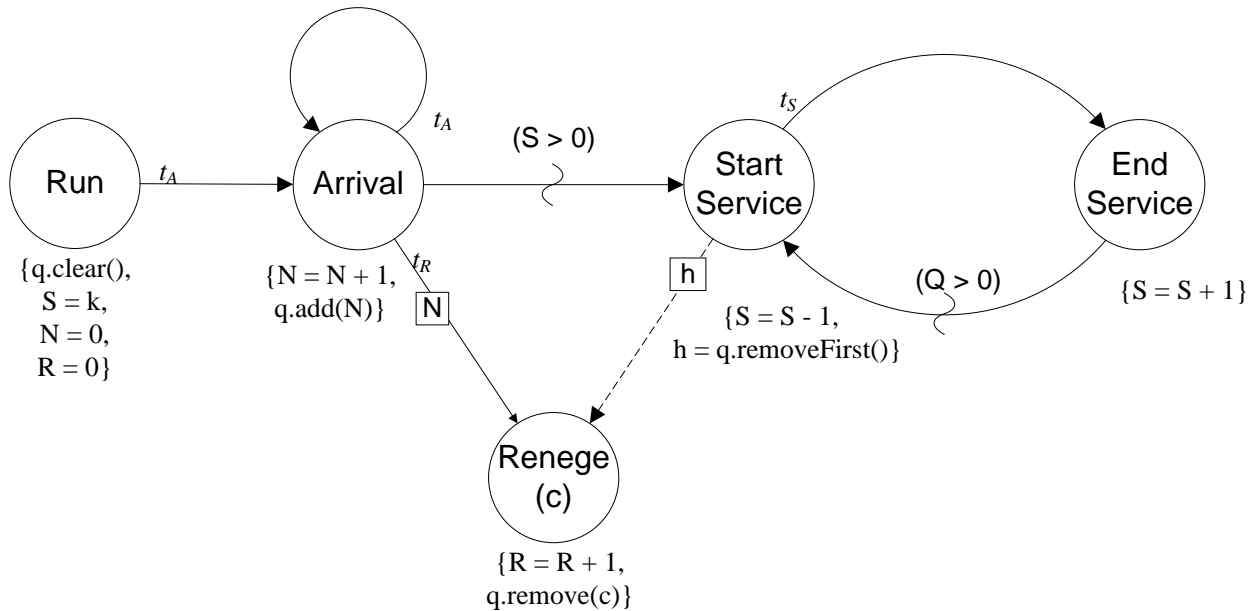 Run
{q.clear(),
S = k,
N = 0,
R = 0}
t_A
Arrival
t_A
{N = N + 1,
q.add(N)}
t_R
N
(S > 0)
Start
Service
t_S
{S = S - 1,
h = q.removeFirst()}
h
(Q > 0)
End
Service
{S = S + 1}
Renege
(c)
{R = R + 1,
q.remove(c)}